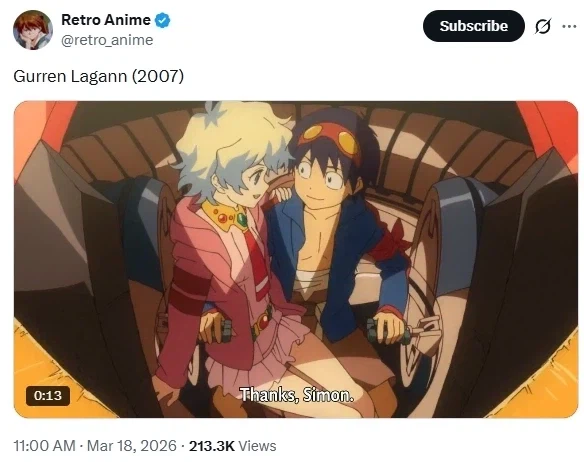 Retro Anime
@retro_anime
Subscribe
Gurren Lagann (2007)
Thanks, Simon.
0:13
11:00 AM · Mar 18, 2026 · 213.3K Views